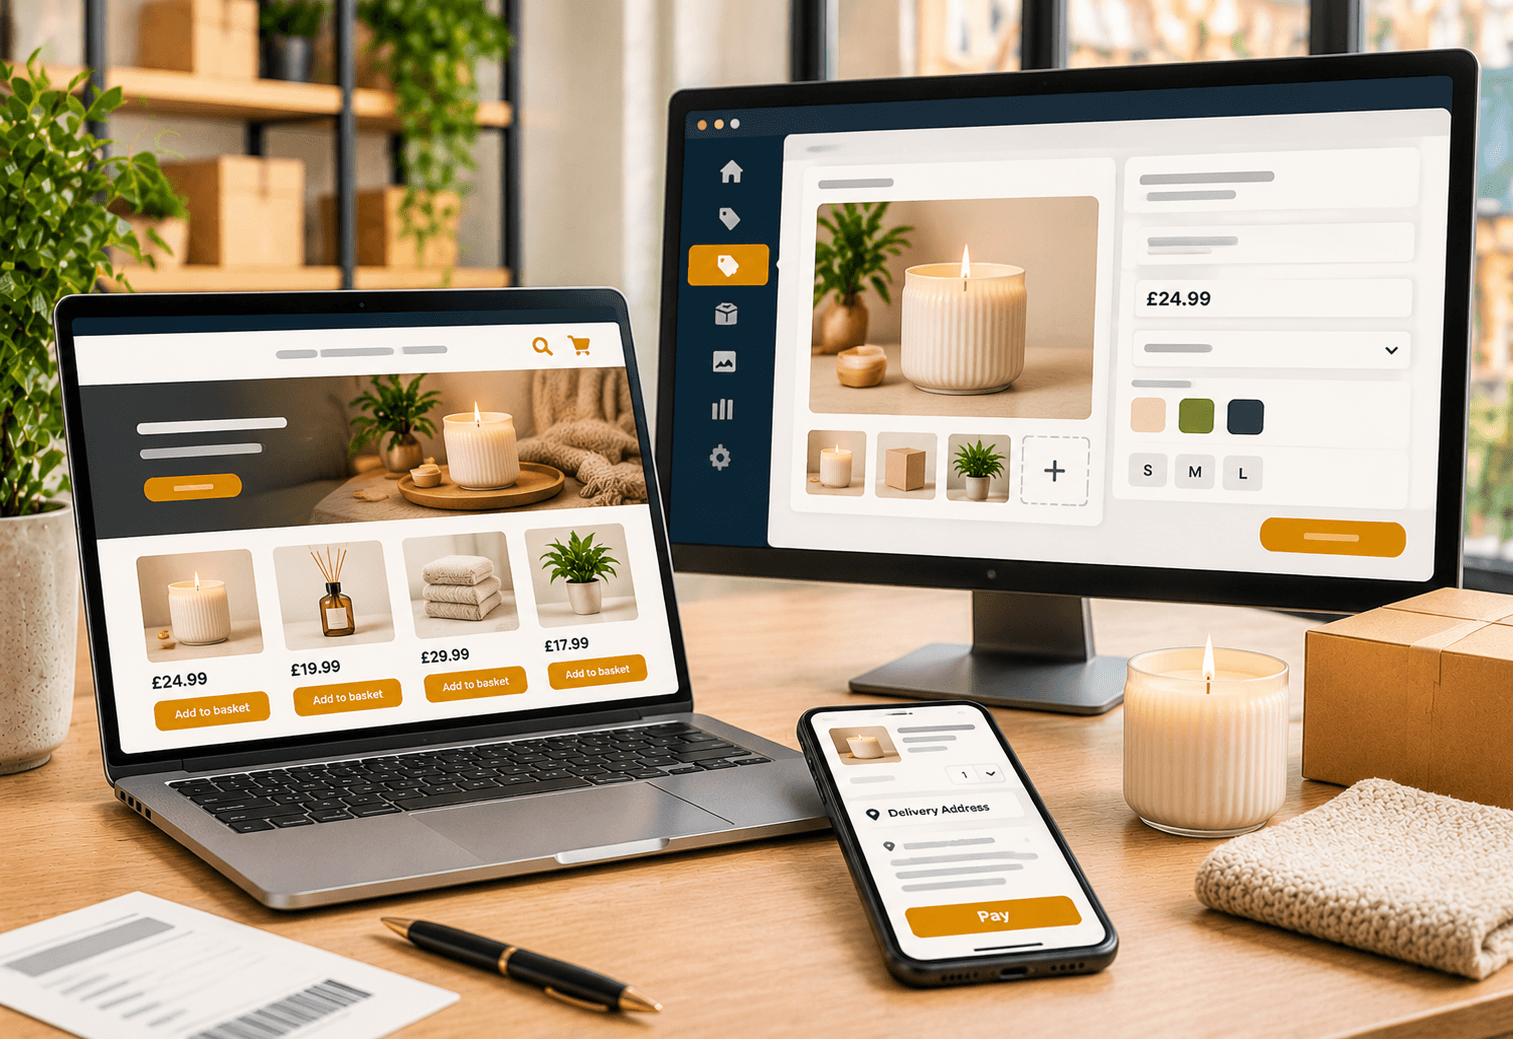 £24.99
£19.99
£29.99
£17.99
Add to basket
Add to basket
Add to basket
Add to basket
£24.99
S M L
1
Delivery Address
Pay